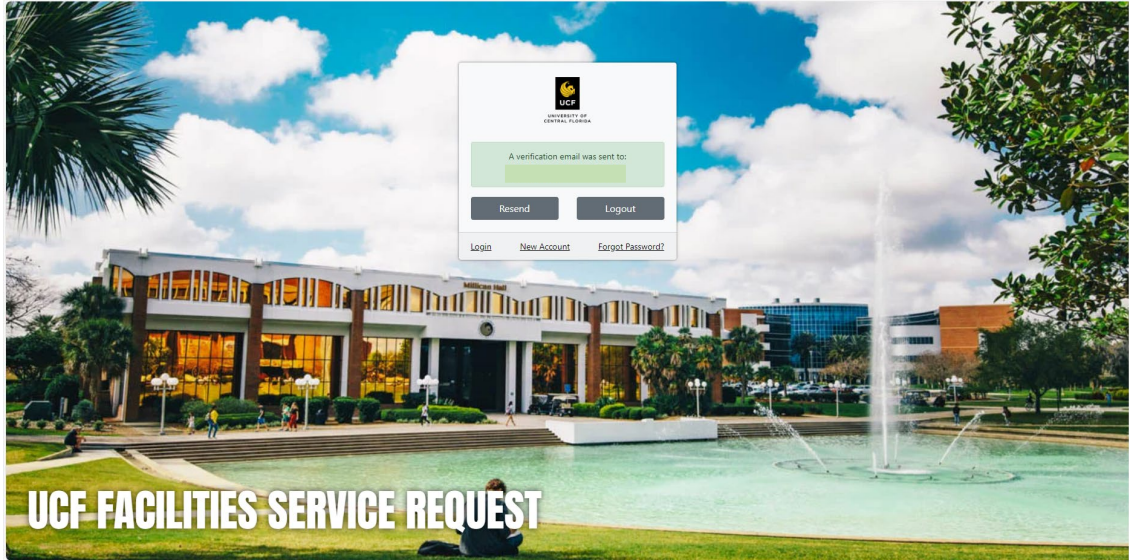 UCF
UNIVERSITY OF
CENTRAL FLORIDA
A verification email was sent to:
Resend Logout
Login New Account Forgot Password?
Millican Hall
UCF FACILITIES SERVICE REQUEST